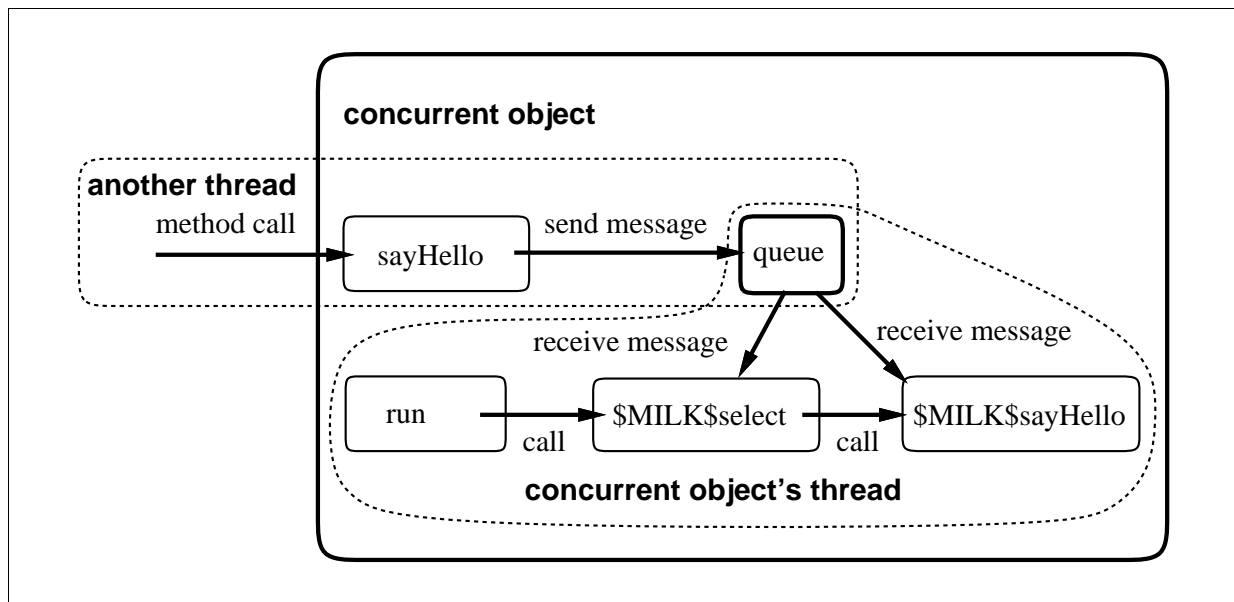 concurrent object
another thread
method call
sayHello
send message
queue
receive message
receive message
run
call
$MILK$select
call
$MILK$sayHello
concurrent object's thread